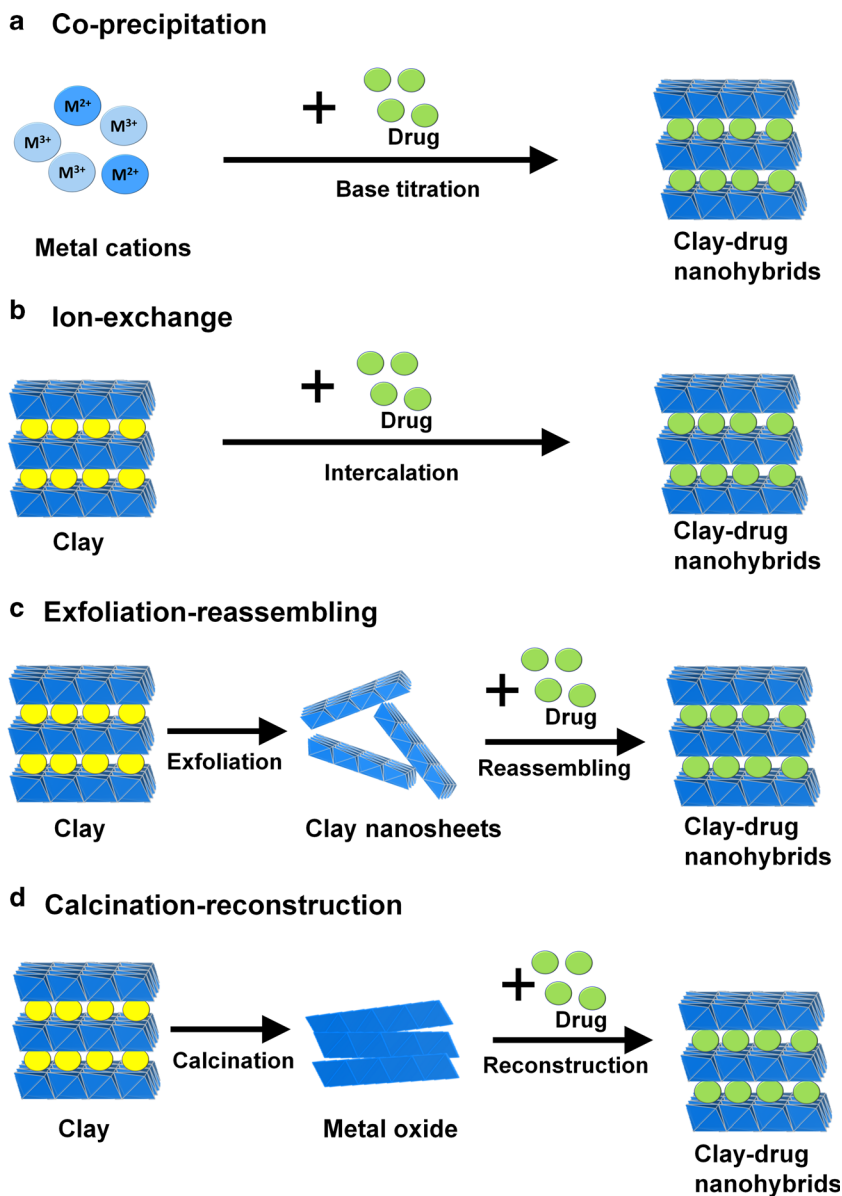 a Co-precipitation
M2+
M3+
M3+
M3+
M2+
+
Drug
Base titration
Metal cations
Clay-drug
nanohybrids
b Ion-exchange
+
Drug
Intercalation
Clay
Clay-drug
nanohybrids
c Exfoliation-reassembling
+
Drug
Exfoliation
Reassembling
Clay
Clay nanosheets
Clay-drug
nanohybrids
d Calcination-reconstruction
+
Drug
Calcination
Reconstruction
Clay
Metal oxide
Clay-drug
nanohybrids